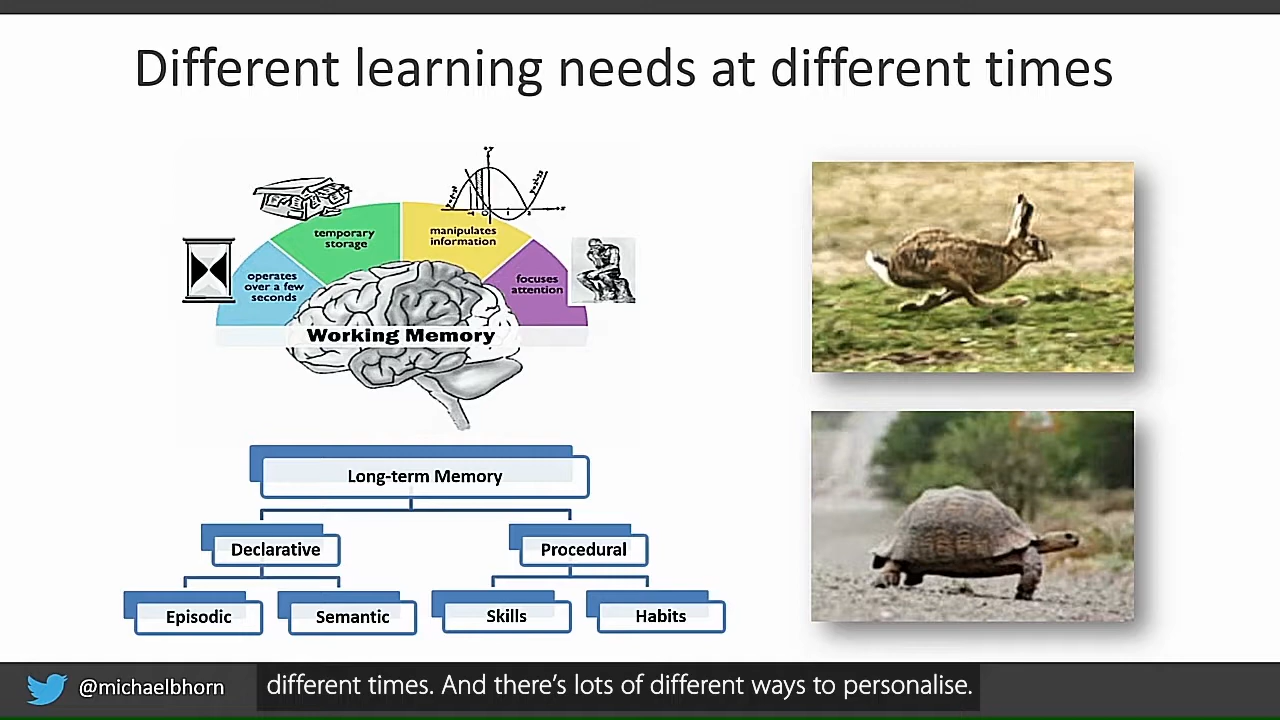 Different learning needs at different times
temporary
storage
manipulates
information
operates
over a few
seconds
focuses
attention
Working Memory
Long-term Memory
Declarative
Procedural
Episodic
Semantic
Skills
Habits
@michaelbhorn
different times. And there’s lots of different ways to personalise.